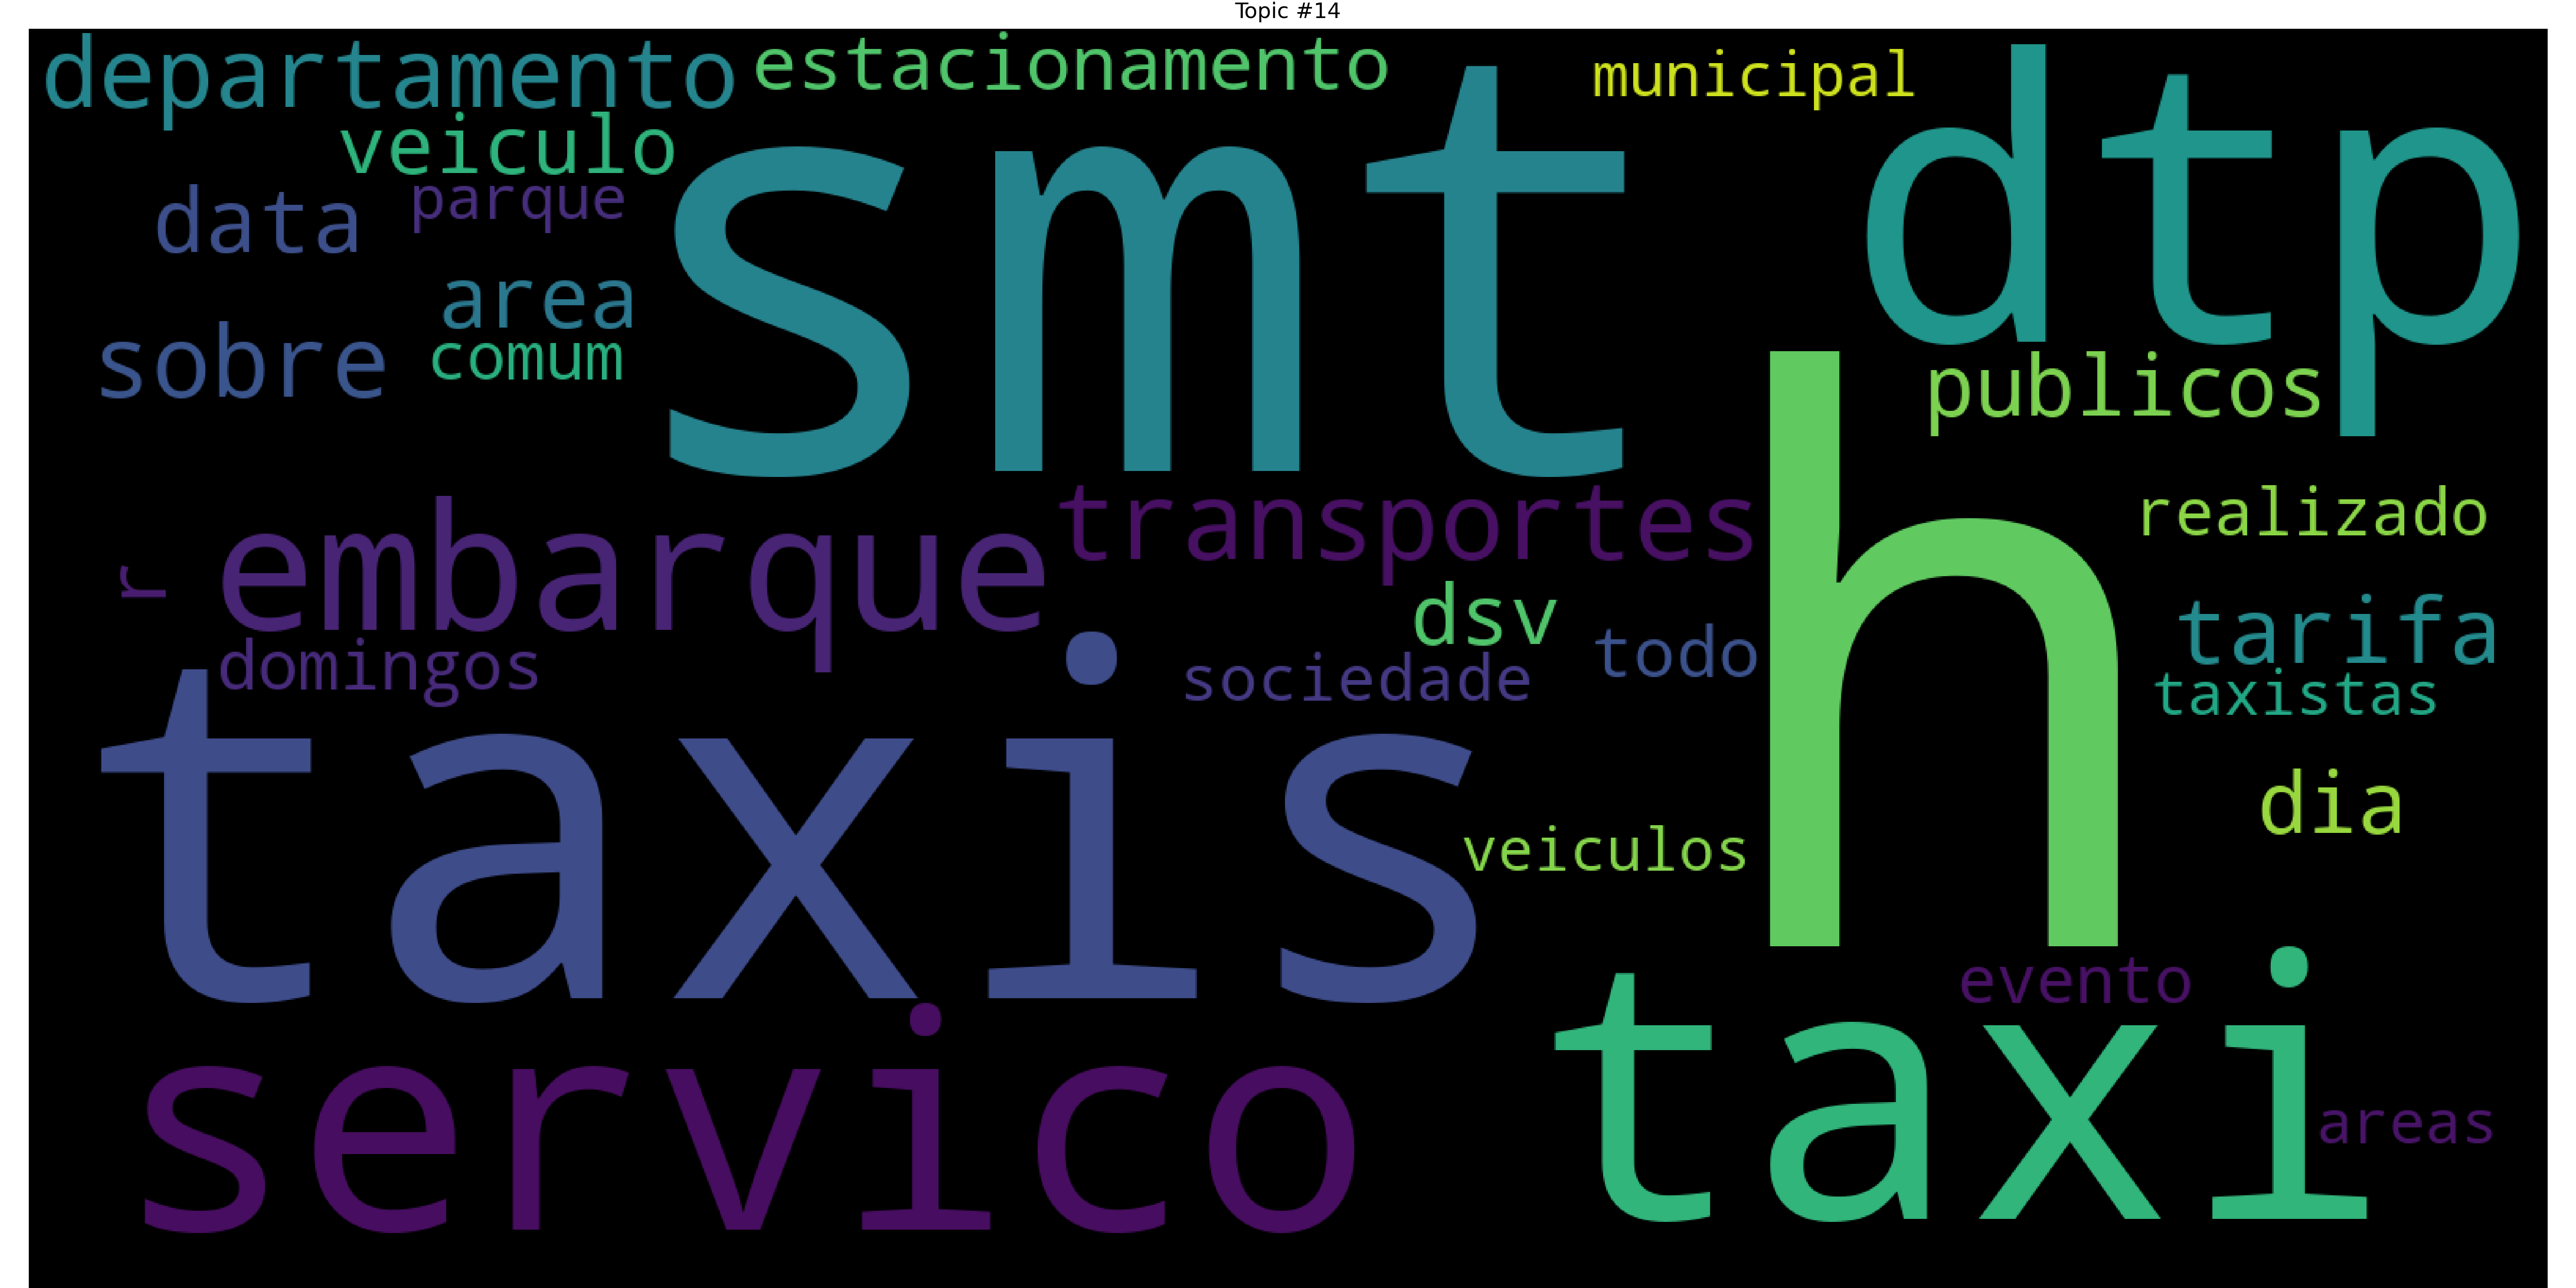 Topic #14
departamento
estacionamento
municipal
smt
dtp
veiculo
parque
data
area
sobre
comum
publicos
h
embarque
transportes
realizado
r
dsv
tarifa
domingos
sociedade
todo
taxistas
taxis
dia
veiculos
evento
servico
taxi
areas